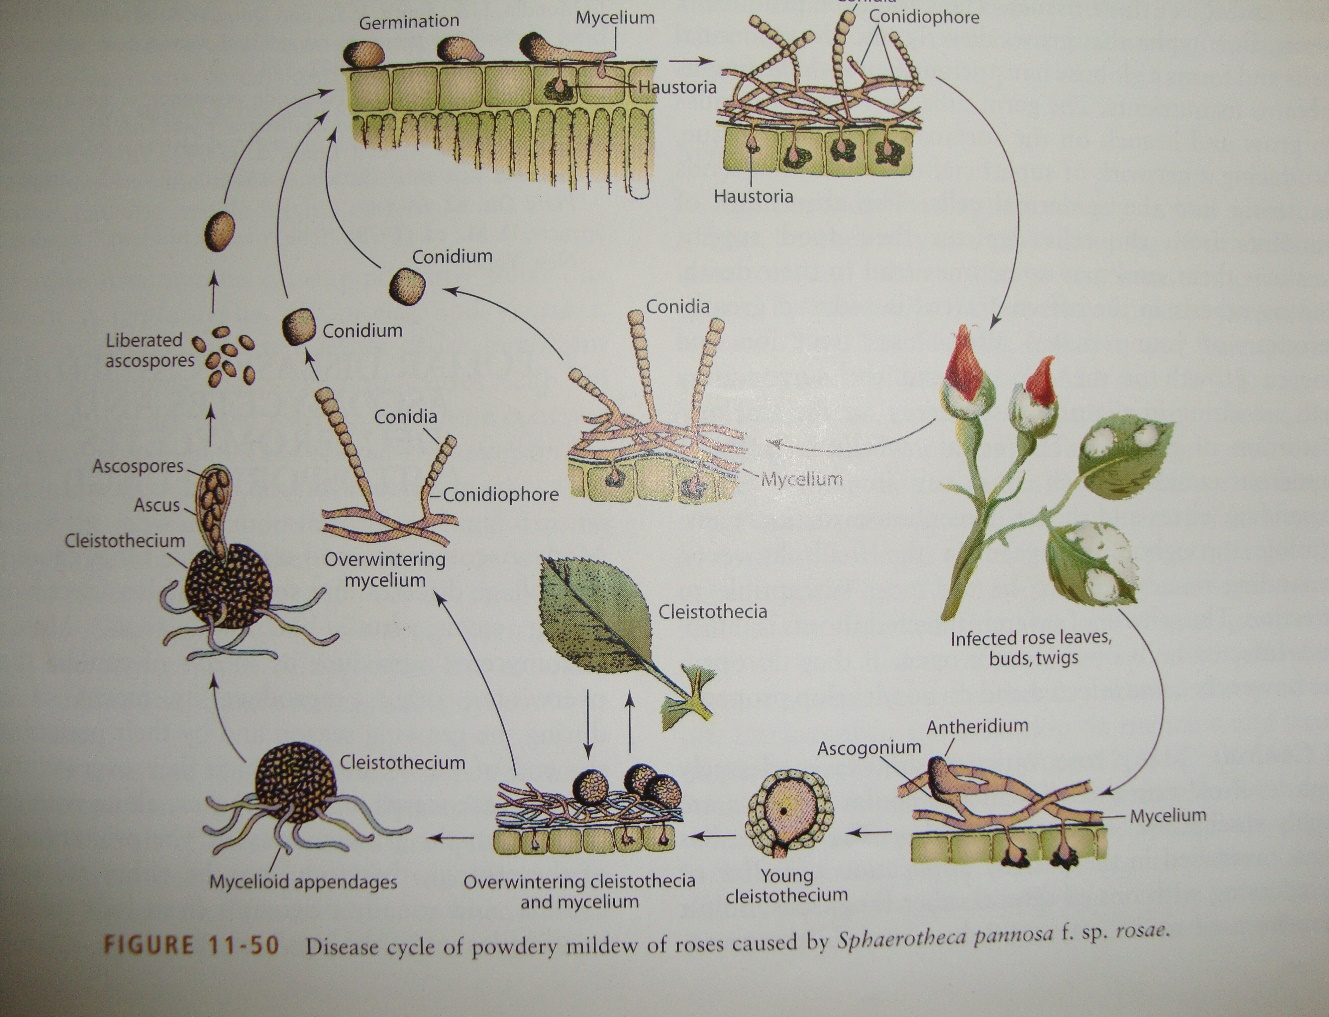 Germination
Mycelium
Conidiophore
Haustoria
Haustoria
Conidium
Conidia
Conidium
Liberated
ascospores
Conidia
Ascospores
Ascus
Conidiophore
Mycelium
Cleistothecium
Overwintering
mycelium
Cleistothecia
Infected rose leaves,
buds, twigs
Antheridium
Ascogonium
Cleistothecium
Mycelium
Mycelioid appendages
Overwintering cleistothecia
and mycelium
Young
cleistothecium
FIGURE 11-50 Disease cycle of powdery mildew of roses caused by Sphaerotheca pannosa f. sp. rosae.